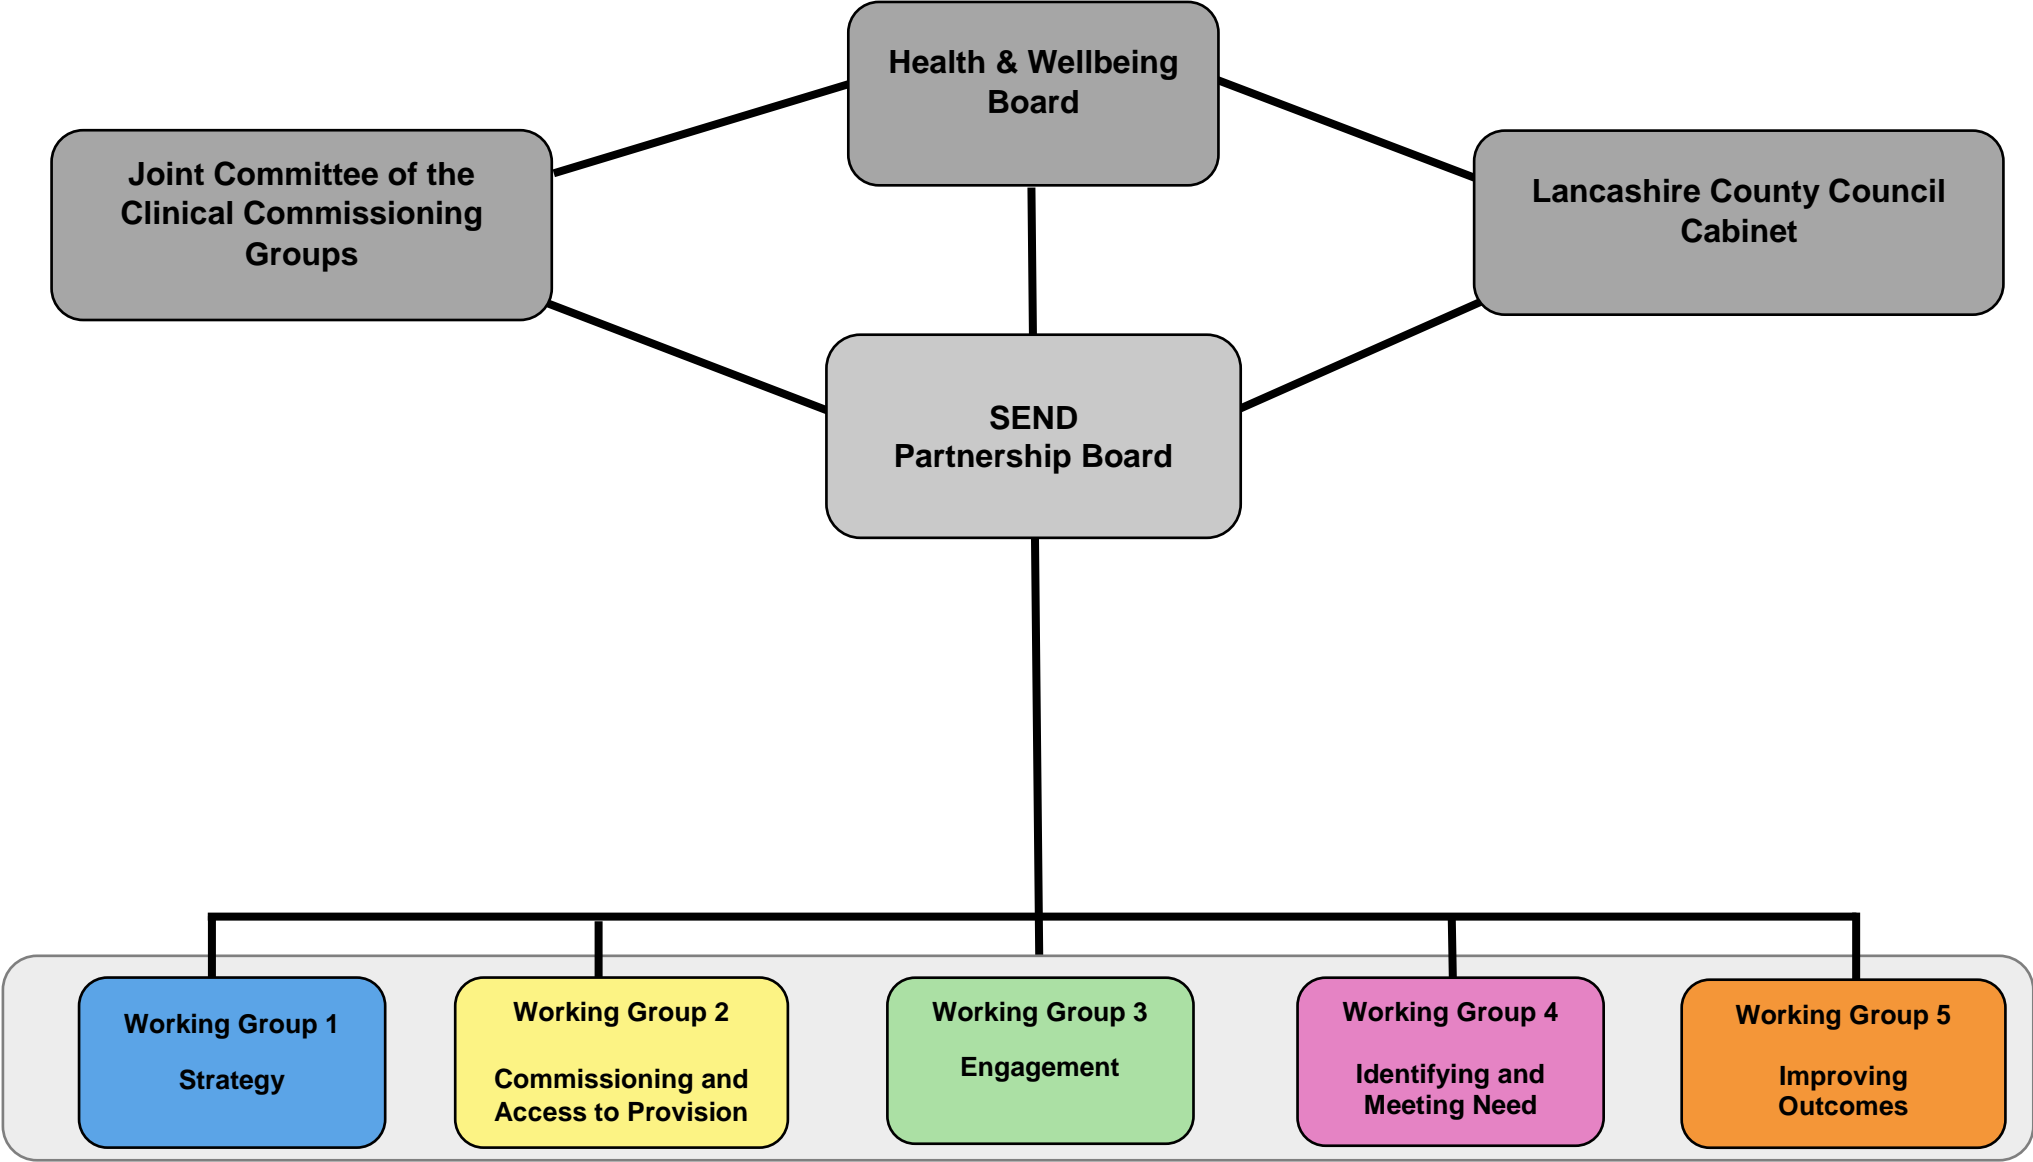 Health & Wellbeing
Board
Joint Committee of the
Clinical Commissioning
Groups
Lancashire County Council
Cabinet
SEND
Partnership Board
Working Group 1
Strategy
Working Group 2
Commissioning and
Access to Provision
Working Group 3
Engagement
Working Group 4
Identifying and
Meeting Need
Working Group 5
Improving
Outcomes